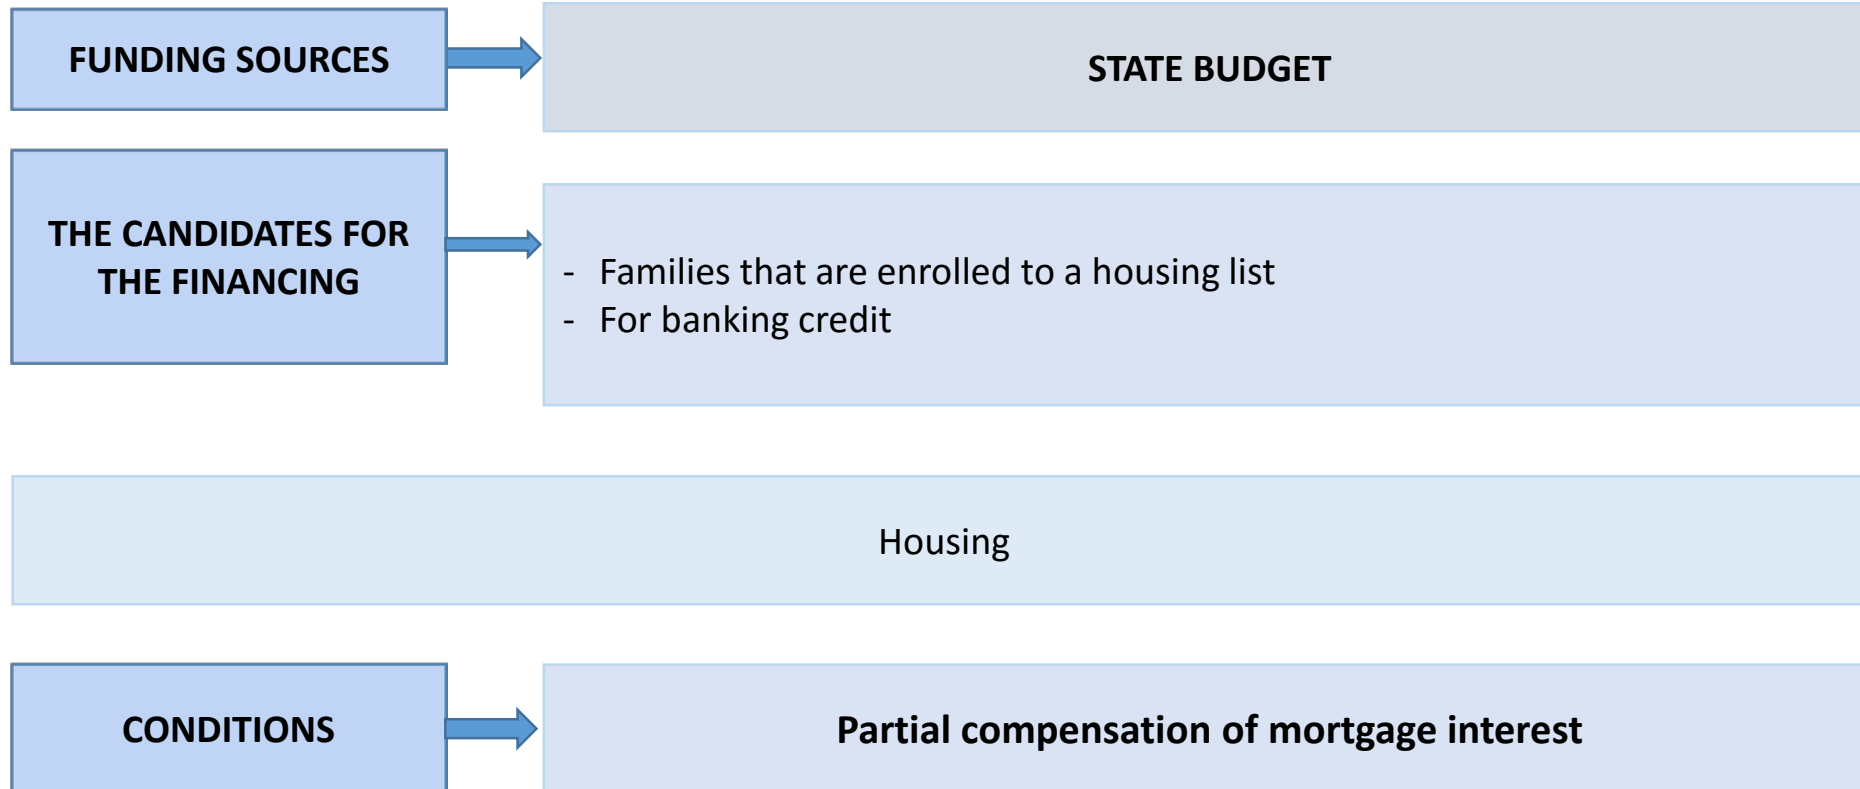 FUNDING SOURCES
STATE BUDGET
THE CANDIDATES FOR
THE FINANCING
- Families that are enrolled to a housing list
- For banking credit
Housing
CONDITIONS
Partial compensation of mortgage interest